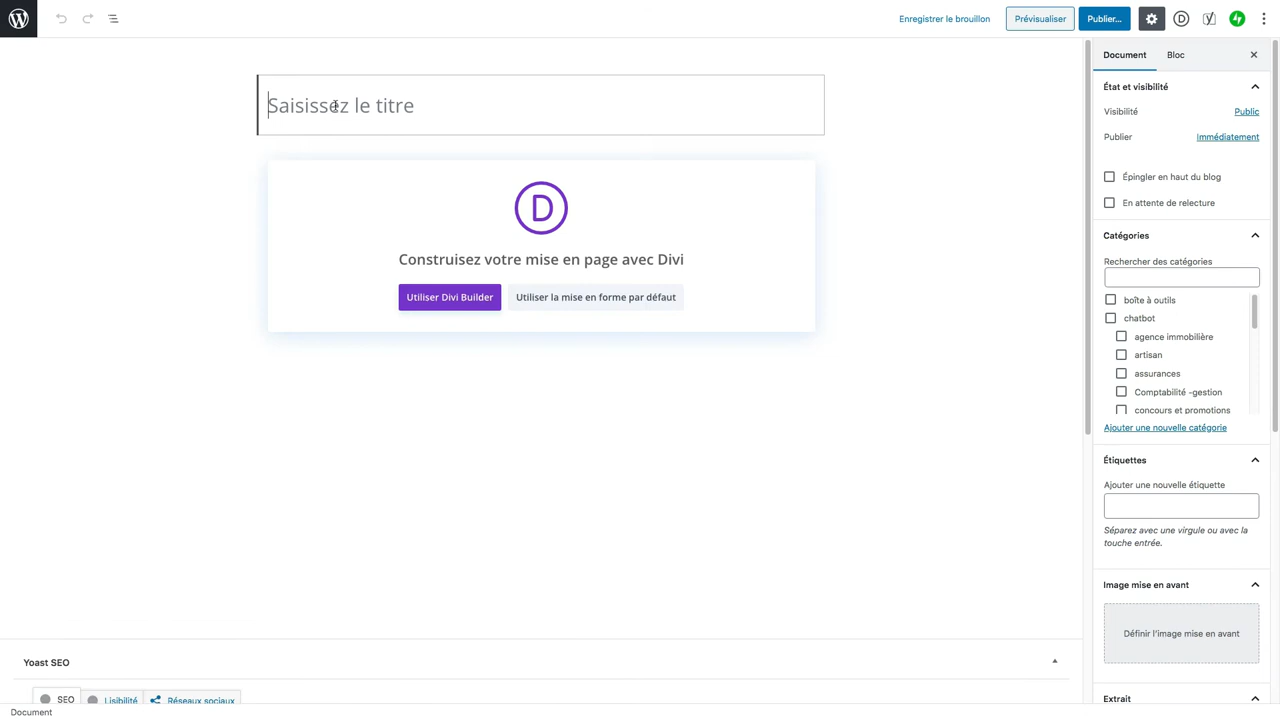 Enregistrer le brouillon
Prévisualiser
Publier...
Document
Bloc
Saisissez le titre
État et visibilité
Visibilité
Public
Publier
Immédiatement
Épingler en haut du blog
En attente de relecture
D
Construisez votre mise en page avec Divi
Utiliser Divi Builder
Utiliser la mise en forme par défaut
Catégories
Rechercher des catégories
boîte à outils
chatbot
agence immobilière
artisan
assurances
Comptabilité -gestion
concours et promotions
Ajouter une nouvelle catégorie
Étiquettes
Ajouter une nouvelle étiquette
Séparez avec une virgule ou avec la
touche entrée.
Image mise en avant
Définir l'image mise en avant
Yoast SEO
SEO
Lisibilité
Réseaux sociaux
Extrait
Document